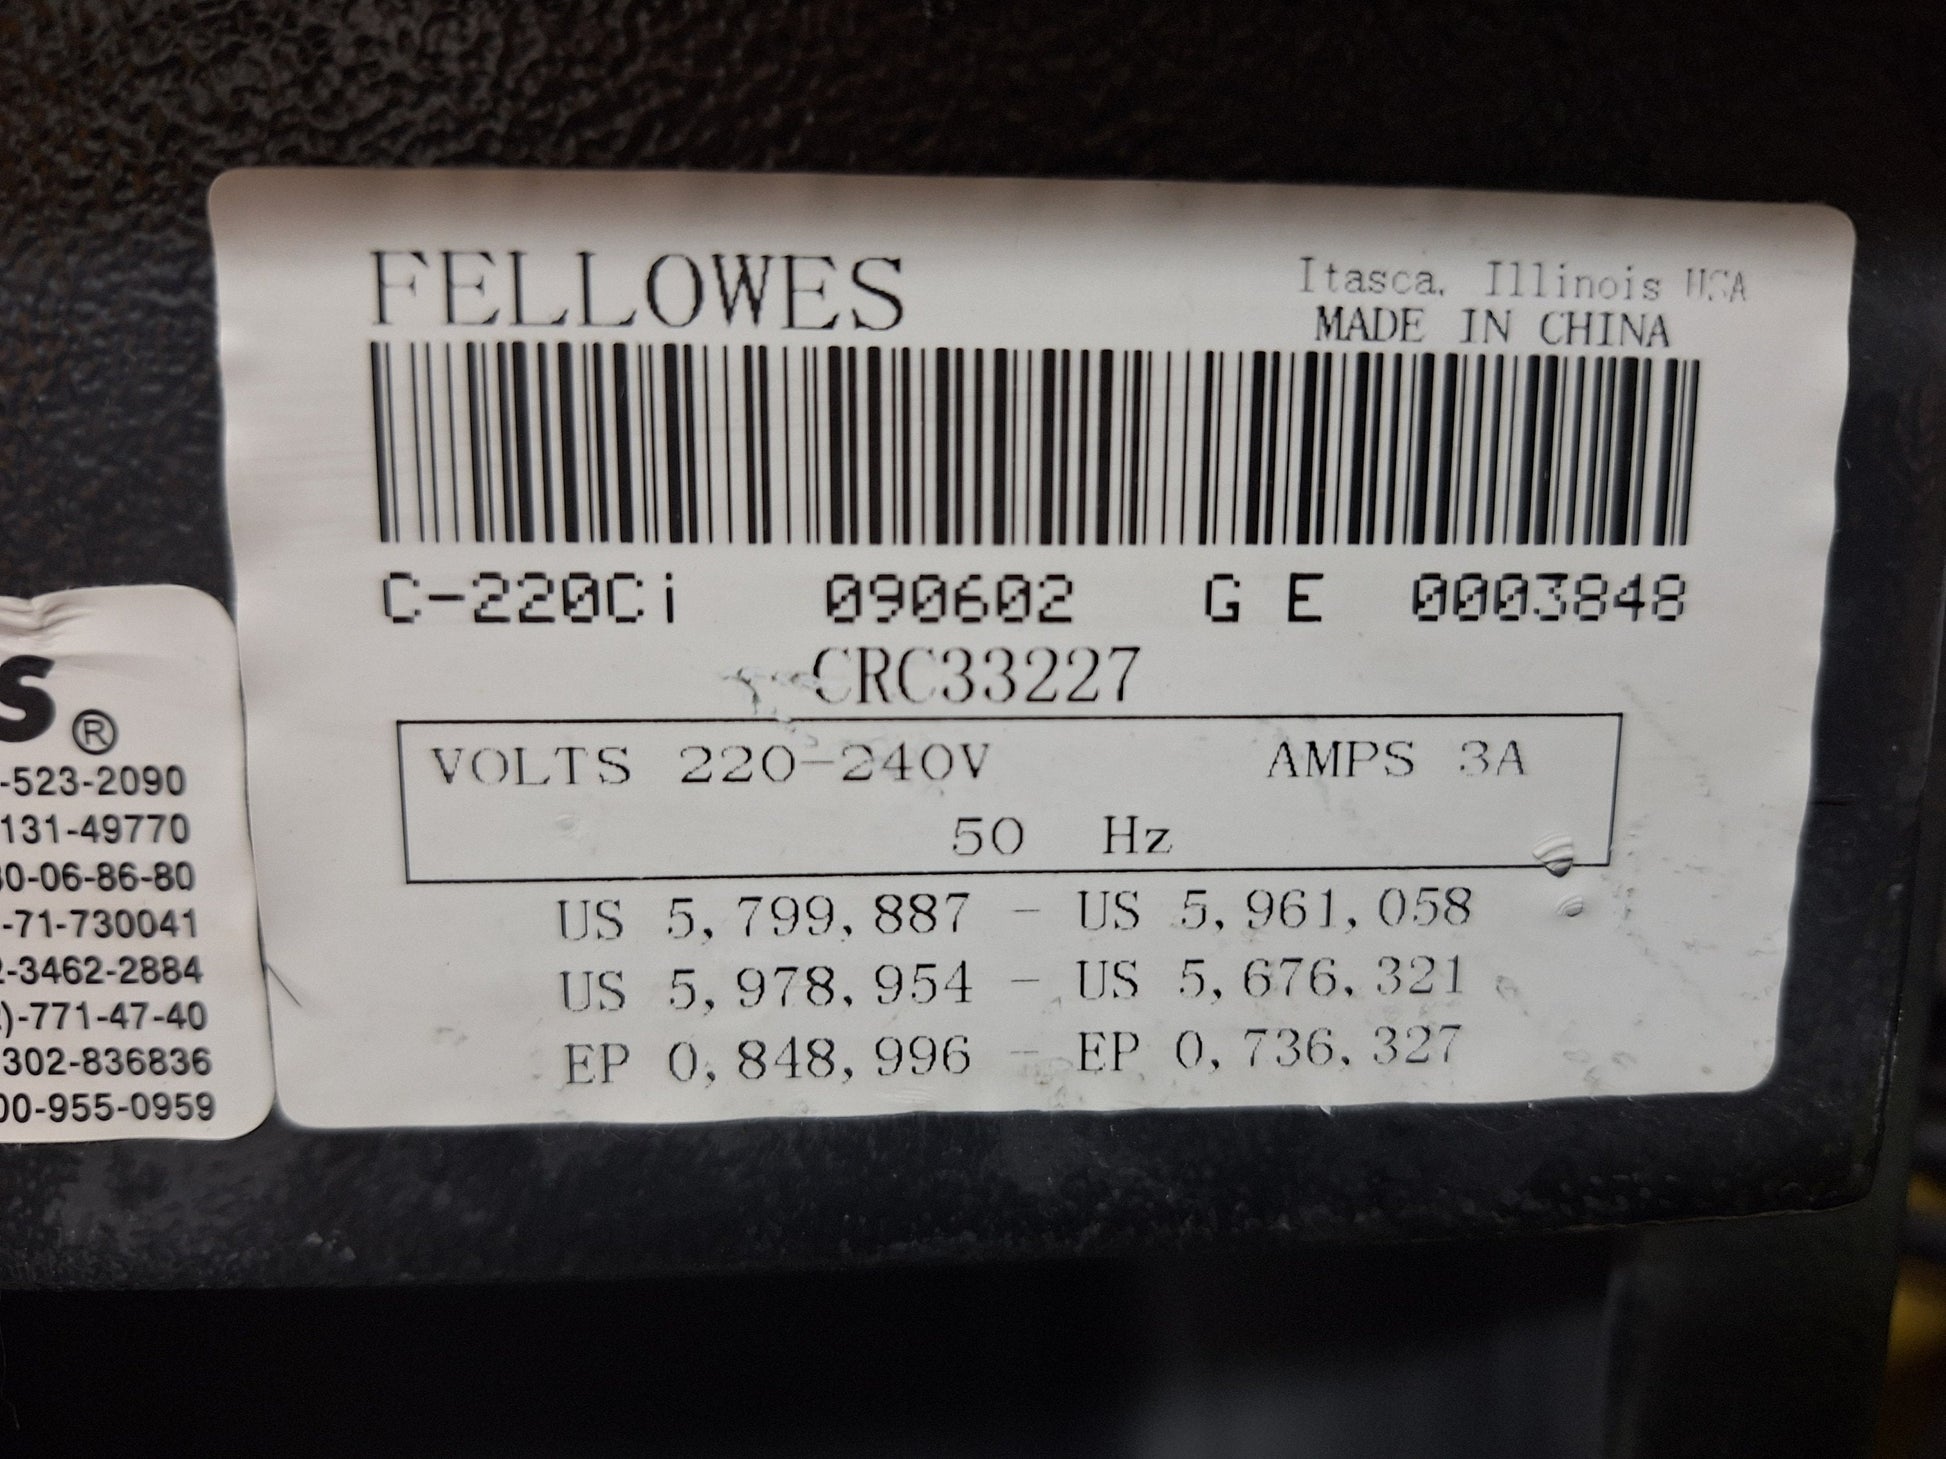 FELLOWES
Itasca, Illinois USA
MADE IN CHINA
C-220Ci 090602 G E 0003848
CRC33227
VOLTS 220-240V AMPS 3A
50 Hz
US 5,799,887 - US 5,961,058
US 5,978,954 - US 5,676,321
EP 0,848,996 - EP 0,736,327
s®
-523-2090
131-49770
30-06-86-80
-71-730041
2-3462-2884
)-771-47-40
302-836836
00-955-0959